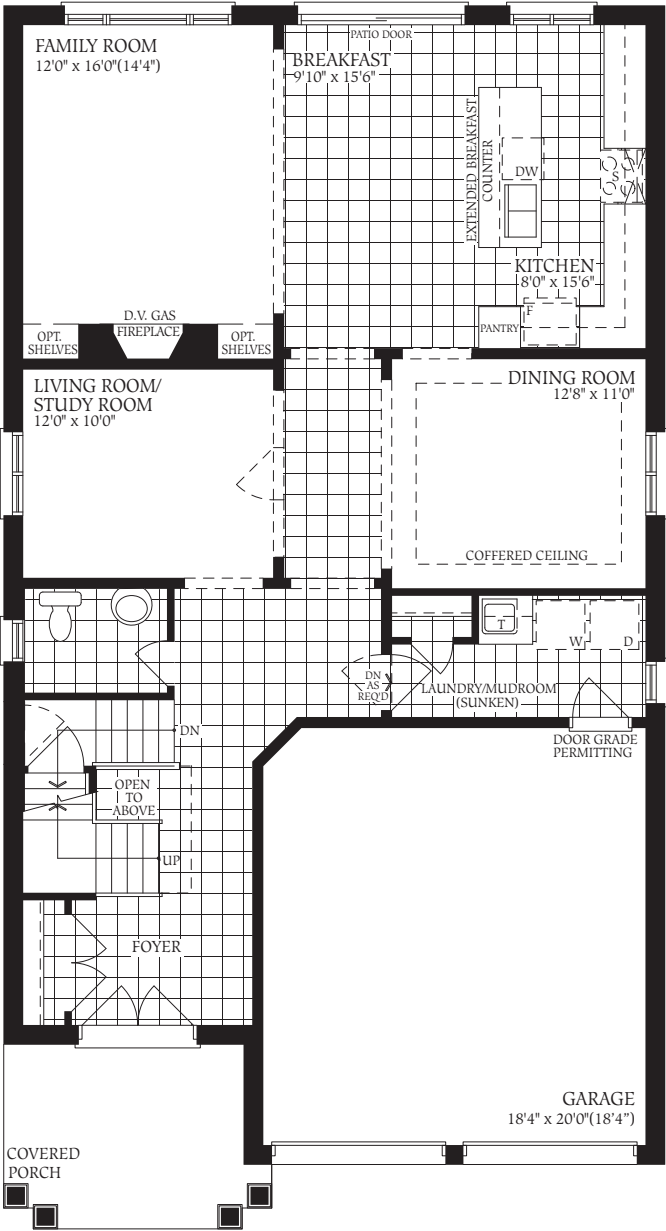 FAMILY ROOM
12'0" x 16'0"(14'4")
PATIO DOOR
BREAKFAST
9'10" x 15'6"
EXTENDED BREAKFAST
COUNTER
DW
S
KITCHEN
8'0" x 15'6"
F
PANTRY
OPT.
SHELVES
D.V. GAS
FIREPLACE
OPT.
SHELVES
LIVING ROOM/
STUDY ROOM
12'0" x 10'0"
DINING ROOM
12'8" x 11'0"
COFFERED CEILING
T
W
D
DN
AS
REQ'D
LAUNDRY/MUDROOM
(SUNKEN)
DOOR GRADE
PERMITTING
DN
OPEN
TO
ABOVE
UP
FOYER
GARAGE
18'4" x 20'0"(18'4")
COVERED
PORCH